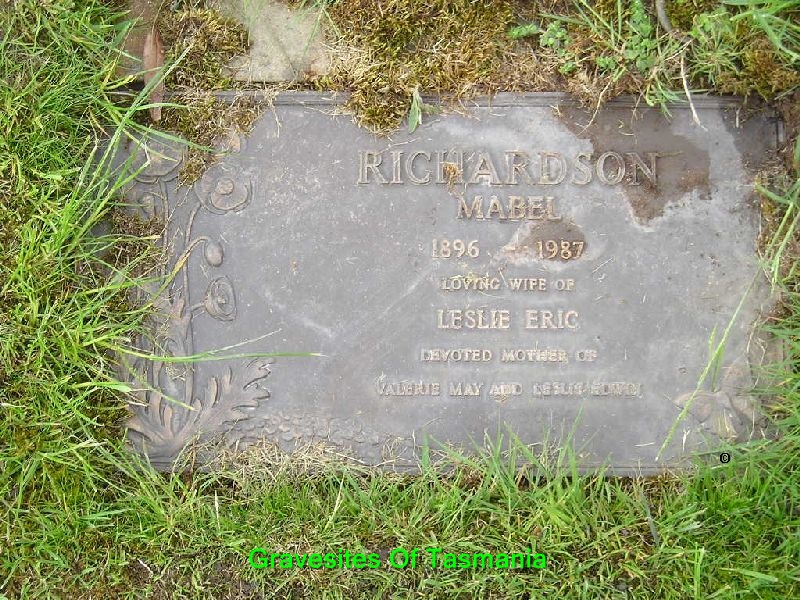 RICHARDSON
MABEL
1896 - 1987
LOVING WIFE OF
LESLIE ERIC
DEVOTED MOTHER OF
VALERIE MAY AND LESLIE EDWIN
©
Gravesites Of Tasmania